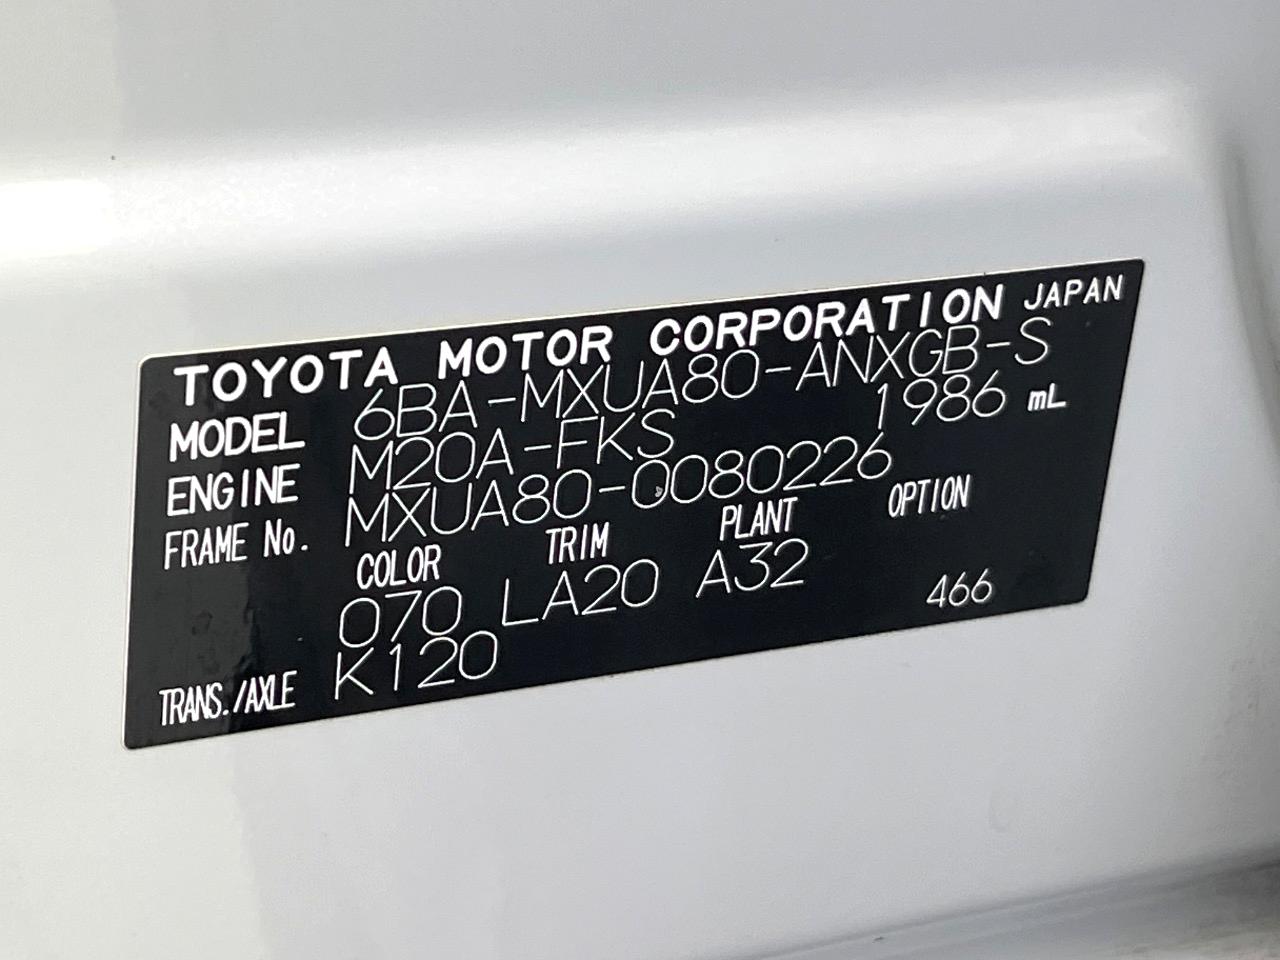 TOYOTA MOTOR CORPORATION JAPAN
MODEL 6BA-MXUA80-ANXGB-S
ENGINE M20A-FKS 1986 mL
FRAME No. MXUA80-0080226
COLOR TRIM PLANT OPTION
070 LA20 A32 466
TRANS./AXLE K120